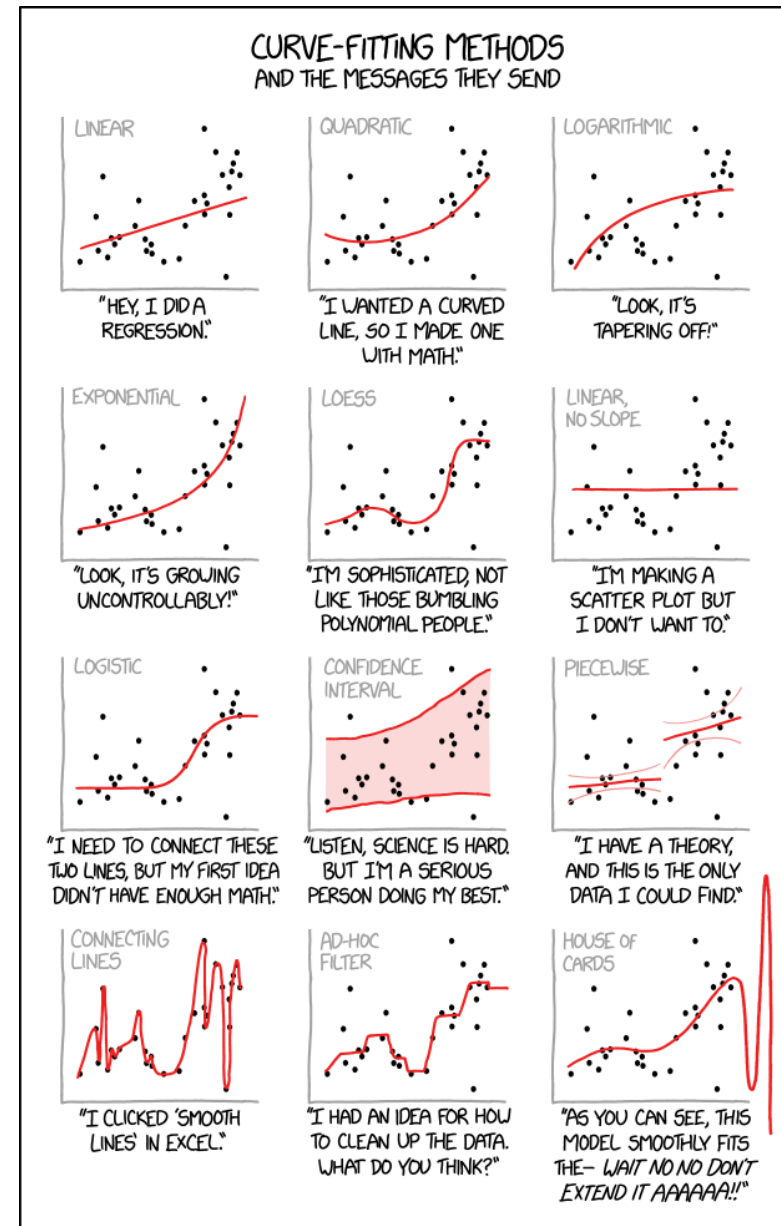 CURVE-FITTING METHODS
AND THE MESSAGES THEY SEND
LINEAR
"HEY, I DID A
REGRESSION."
QUADRATIC
"I WANTED A CURVED
LINE, SO I MADE ONE
WITH MATH."
LOGARITHMIC
"LOOK, IT'S
TAPERING OFF!"
EXPONENTIAL
"LOOK, IT'S GROWING
UNCONTROLLABLY!"
LOESS
"I'M SOPHISTICATED, NOT
LIKE THOSE BUMBLING
POLYNOMIAL PEOPLE."
LINEAR,
NO SLOPE
"I'M MAKING A
SCATTER PLOT BUT
I DON'T WANT TO."
LOGISTIC
"I NEED TO CONNECT THESE
TWO LINES, BUT MY FIRST IDEA
DIDN'T HAVE ENOUGH MATH."
CONFIDENCE
INTERVAL
"LISTEN, SCIENCE IS HARD.
BUT I'M A SERIOUS
PERSON DOING MY BEST."
PIECEWISE
"I HAVE A THEORY,
AND THIS IS THE ONLY
DATA I COULD FIND."
CONNECTING
LINES
"I CLICKED 'SMOOTH
LINES' IN EXCEL."
AD-HOC
FILTER
"I HAD AN IDEA FOR HOW
TO CLEAN UP THE DATA.
WHAT DO YOU THINK?"
HOUSE OF
CARDS
"AS YOU CAN SEE, THIS
MODEL SMOOTHLY FITS
THE- WAIT NO NO DON'T
EXTEND IT AAAAAA!!"